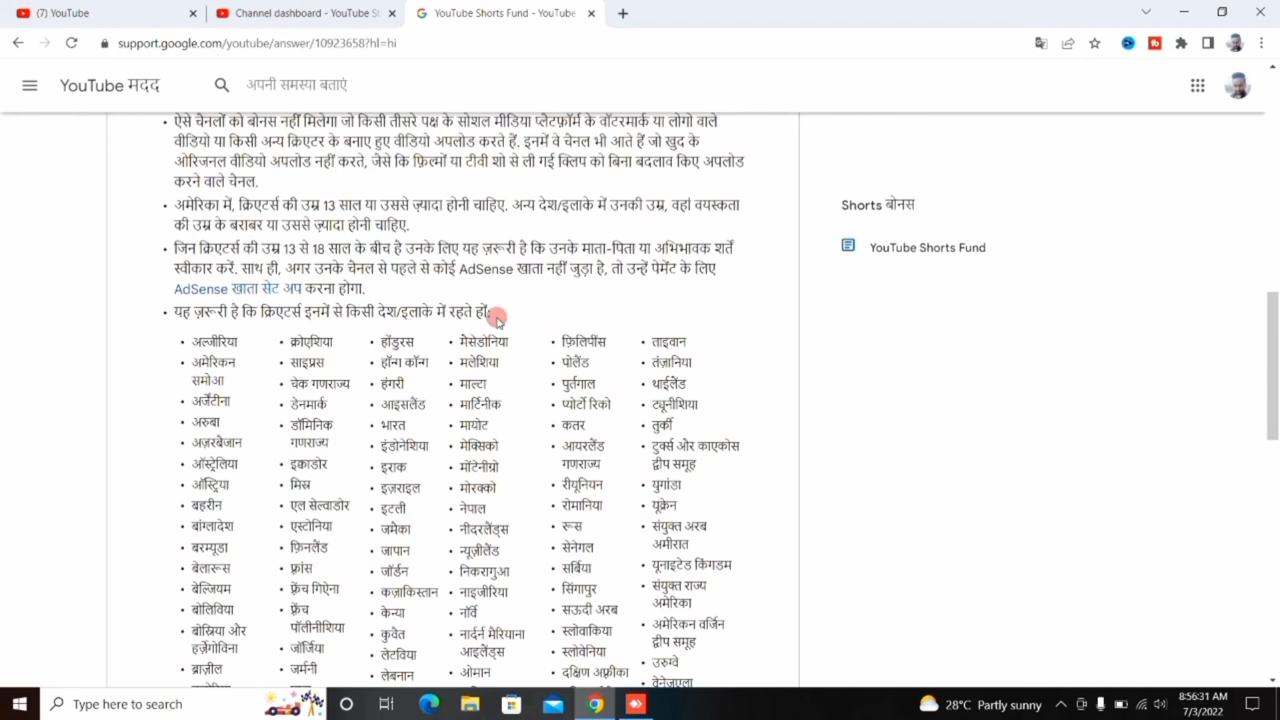 (7) YouTube
Channel dashboard - YouTube St
YouTube Shorts Fund - YouTube
support.google.com/youtube/answer/10923658?hl=hi
YouTube मदद
अपनी समस्या बताएं
ऐसे चैनलों को बोनस नहीं मिलेगा जो किसी तीसरे पक्ष के सोशल मीडिया प्लैटफ़ॉर्म के वॉटरमार्क या लोगो वाले
वीडियो या किसी अन्य क्रिएटर के बनाए हुए वीडियो अपलोड करते हैं. इनमें वे चैनल भी आते हैं जो खुद के
ओरिजनल वीडियो अपलोड नहीं करते, जैसे कि फ़िल्मों या टीवी शो से ली गई क्लिप को बिना बदलाव किए अपलोड
करने वाले चैनल.
अमेरिका में, क्रिएटर्स की उम्र 13 साल या उससे ज़्यादा होनी चाहिए. अन्य देश/इलाके में उनकी उम्र, वहां वयस्कता
की उम्र के बराबर या उससे ज़्यादा होनी चाहिए.
जिन क्रिएटर्स की उम्र 13 से 18 साल के बीच है उनके लिए यह ज़रूरी है कि उनके माता-पिता या अभिभावक शर्तें
स्वीकार करें. साथ ही, अगर उनके चैनल से पहले से कोई AdSense खाता नहीं जुड़ा है, तो उन्हें पेमेंट के लिए
AdSense खाता सेट अप करना होगा.
यह ज़रूरी है कि क्रिएटर्स इनमें से किसी देश/इलाके में रहते हों:
अल्जीरिया
अमेरिकन
समोआ
अर्जेंटीना
अरुबा
अज़रबैजान
ऑस्ट्रेलिया
ऑस्ट्रिया
बहरीन
बांग्लादेश
बरम्यूडा
बेलारूस
बेल्जियम
बोलिविया
बोस्निया और
हर्ज़ेगोविना
ब्राज़ील
क्रोएशिया
साइप्रस
चेक गणराज्य
डेनमार्क
डॉमिनिक
गणराज्य
इक्वाडोर
मिस्र
एल सेल्वाडोर
एस्टोनिया
फ़िनलैंड
फ़्रांस
फ़्रेंच गिएना
फ़्रेंच
पॉलीनीशिया
जॉर्जिया
जर्मनी
होंडुरस
हॉन्ग कॉन्ग
हंगरी
आइसलैंड
भारत
इंडोनेशिया
इराक
इज़राइल
इटली
जमैका
जापान
जॉर्डन
कज़ाकिस्तान
केन्या
कुवैत
लेटविया
लेबनान
मैसेडोनिया
मलेशिया
माल्टा
मार्टिनीक
मायोट
मेक्सिको
मोंटेनीग्रो
मोरक्को
नेपाल
नीदरलैंड्स
न्यूज़ीलैंड
निकरागुआ
नाइजीरिया
नॉर्वे
नार्दर्न मैरियाना
आइलैंड्स
ओमान
फ़िलिपींस
पोलैंड
पुर्तगाल
प्योर्टो रिको
कतर
आयरलैंड
गणराज्य
रीयूनियन
रोमानिया
रूस
सेनेगल
सर्बिया
सिंगापुर
सऊदी अरब
स्लोवाकिया
स्लोवेनिया
दक्षिण अफ़्रीका
ताइवान
तंज़ानिया
थाईलैंड
ट्यूनीशिया
तुर्की
टुर्क्स और काएकोस
द्वीप समूह
युगांडा
यूक्रेन
संयुक्त अरब
अमीरात
यूनाइटेड किंगडम
संयुक्त राज्य
अमेरिका
अमेरिकन वर्जिन
द्वीप समूह
उरुग्वे
वेनेज़ुएला
Shorts बोनस
YouTube Shorts Fund
Type here to search
28°C Partly sunny
8:56:31 AM
7/3/2022